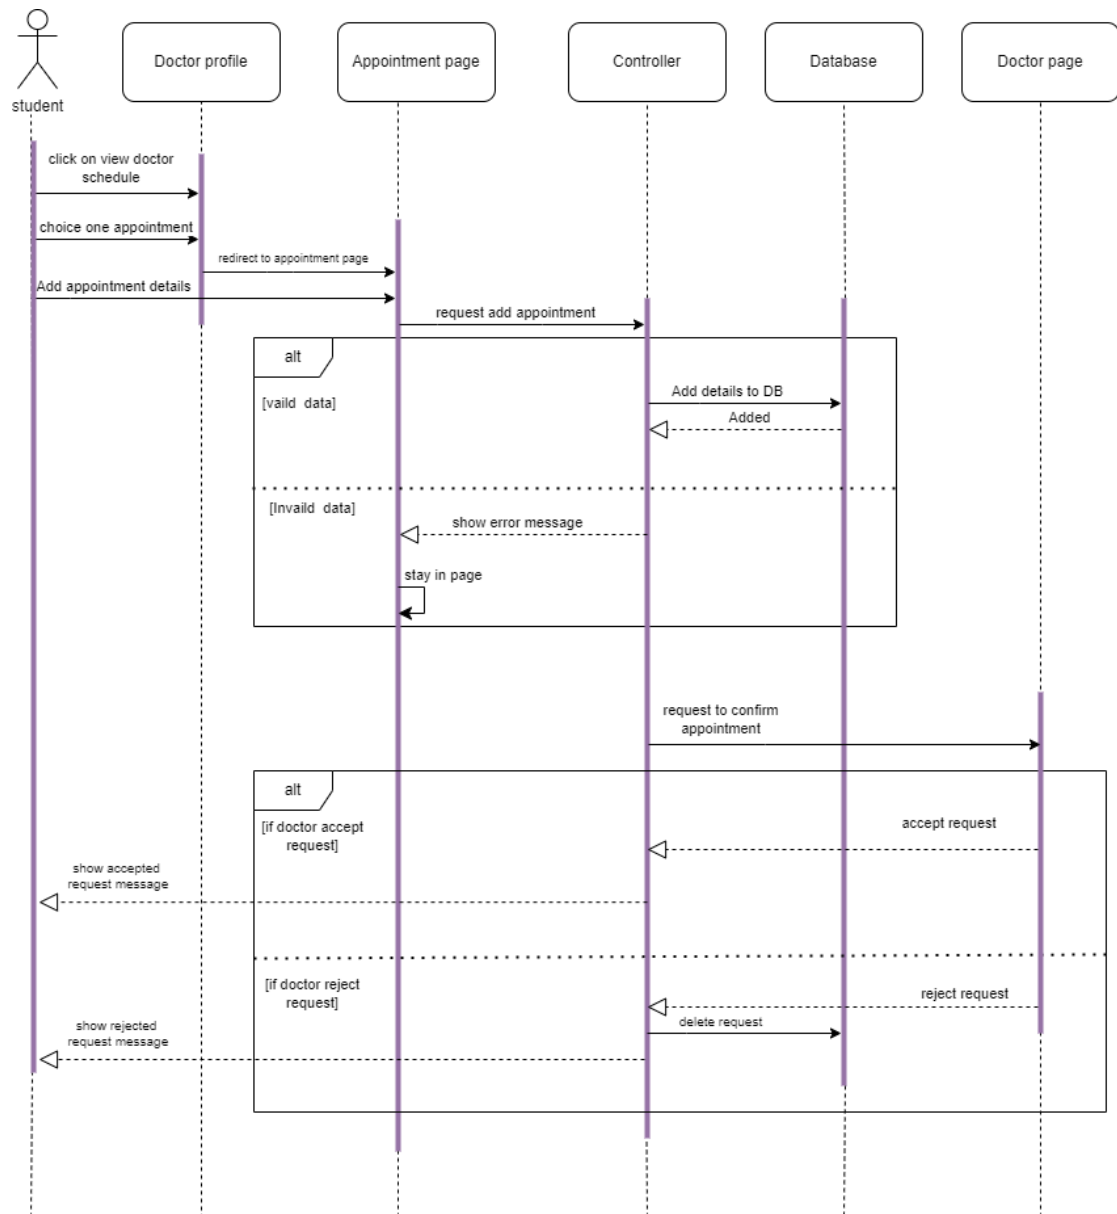 student
Doctor profile
Appointment page
Controller
Database
Doctor page
click on view doctor
schedule
choice one appointment
redirect to appointment page
Add appointment details
request add appointment
alt
[vaild data]
Add details to DB
Added
[Invaild data]
show error message
stay in page
request to confirm
appointment
alt
[if doctor accept
request]
accept request
show accepted
request message
[if doctor reject
request]
reject request
delete request
show rejected
request message